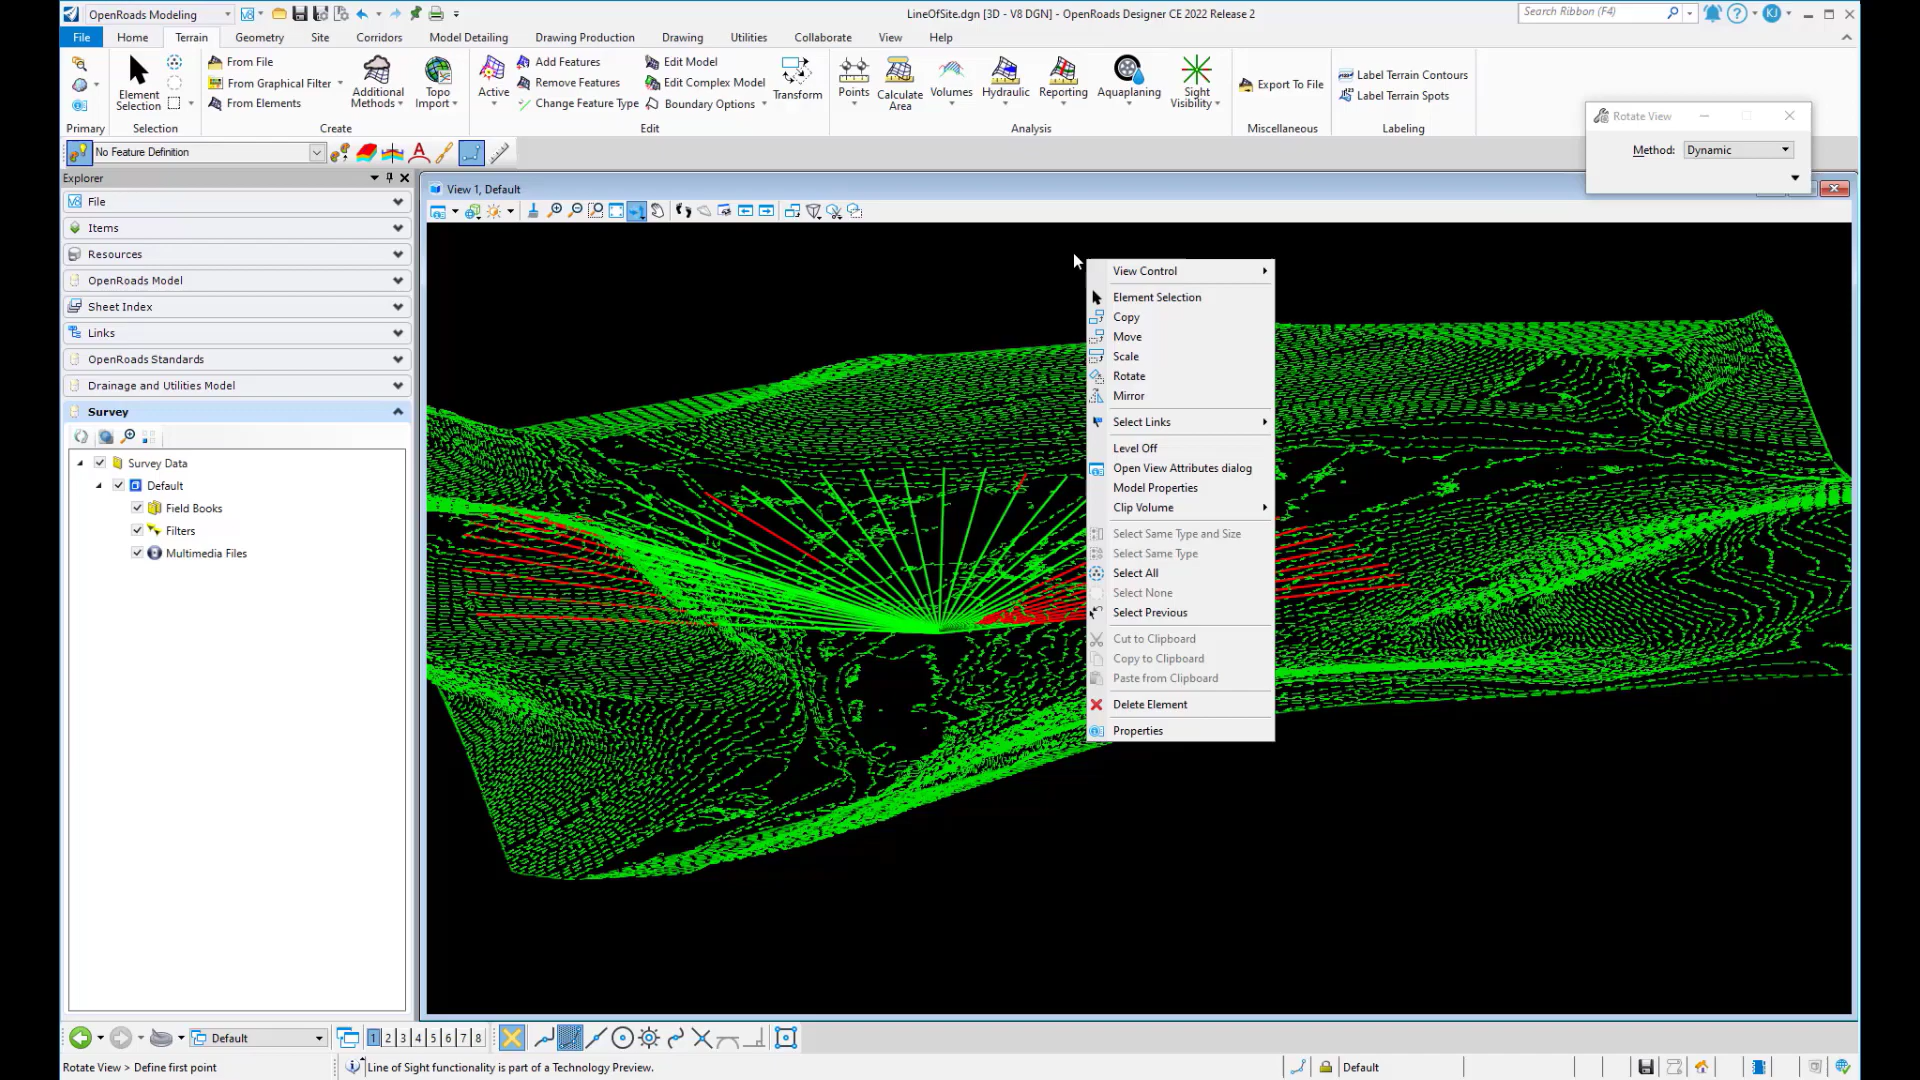 OpenRoads Modeling
LineOfSite.dgn [3D - V8 DGN] - OpenRoads Designer CE 2022 Release 2
Search Ribbon (F4)
KJ
File
Home
Terrain
Geometry
Site
Corridors
Model Detailing
Drawing Production
Drawing
Utilities
Collaborate
View
Help
Element
Selection
From File
From Graphical Filter
From Elements
Additional
Methods
Topo
Import
Active
Add Features
Remove Features
Change Feature Type
Edit Model
Edit Complex Model
Boundary Options
Transform
Points
Calculate
Area
Volumes
Hydraulic
Reporting
Aquaplaning
Sight
Visibility
Export To File
Label Terrain Contours
Label Terrain Spots
Primary
Selection
Create
Edit
Analysis
Miscellaneous
Labeling
Rotate View
Method:
Dynamic
No Feature Definition
Explorer
File
Items
Resources
OpenRoads Model
Sheet Index
Links
OpenRoads Standards
Drainage and Utilities Model
Survey
Survey Data
Default
Field Books
Filters
Multimedia Files
View 1, Default
View Control
Element Selection
Copy
Move
Scale
Rotate
Mirror
Select Links
Level Off
Open View Attributes dialog
Model Properties
Clip Volume
Select Same Type and Size
Select Same Type
Select All
Select None
Select Previous
Cut to Clipboard
Copy to Clipboard
Paste from Clipboard
Delete Element
Properties
Default
1 2 3 4 5 6 7 8
Rotate View > Define first point
Line of Sight functionality is part of a Technology Preview.
Default